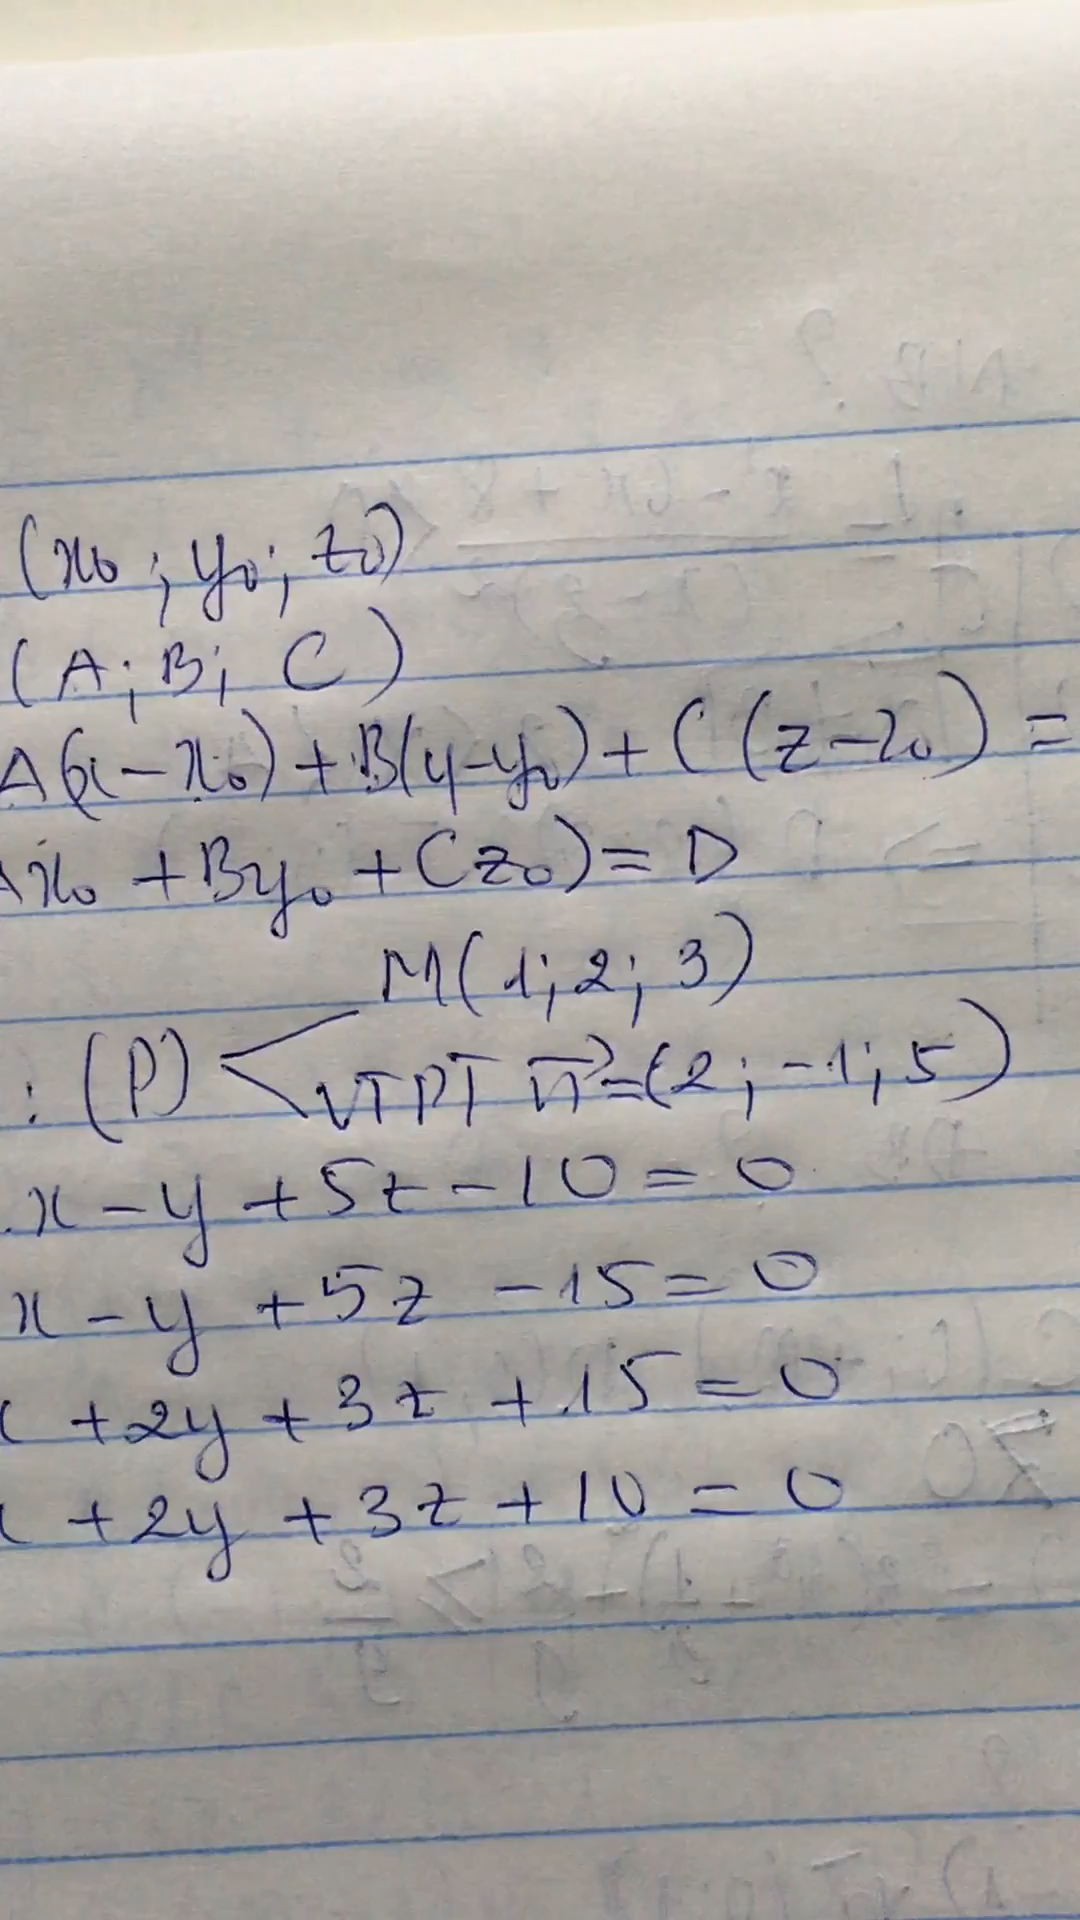 (x₀; y₀; z₀)
(A; B; C)
A(x-x₀)+B(y-y₀)+C(z-z₀)=
Ax₀+By₀+Cz₀)=D
M(1; 2; 3)
: (P)
VTPT n⃗=(2; -1; 5)
x-y+5z-10=0
x-y+5z-15=0
x+2y+3z+15=0
x+2y+3z+10=0